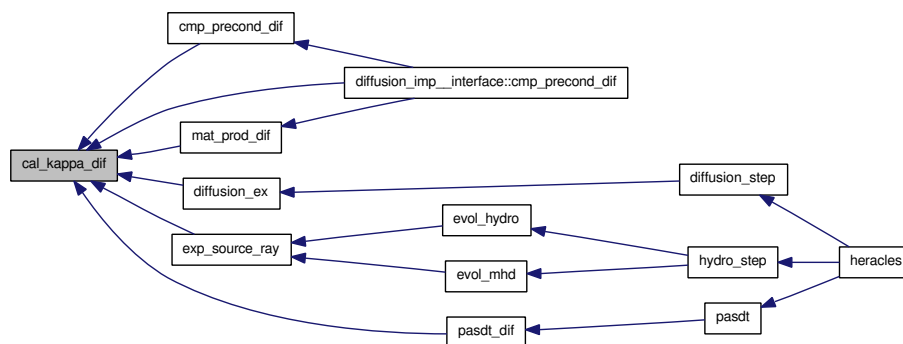 cmp_precond_dif
diffusion_imp__interface::cmp_precond_dif
mat_prod_dif
cal_kappa_dif
diffusion_ex
diffusion_step
evol_hydro
exp_source_ray
hydro_step
heracles
evol_mhd
pasdt
pasdt_dif